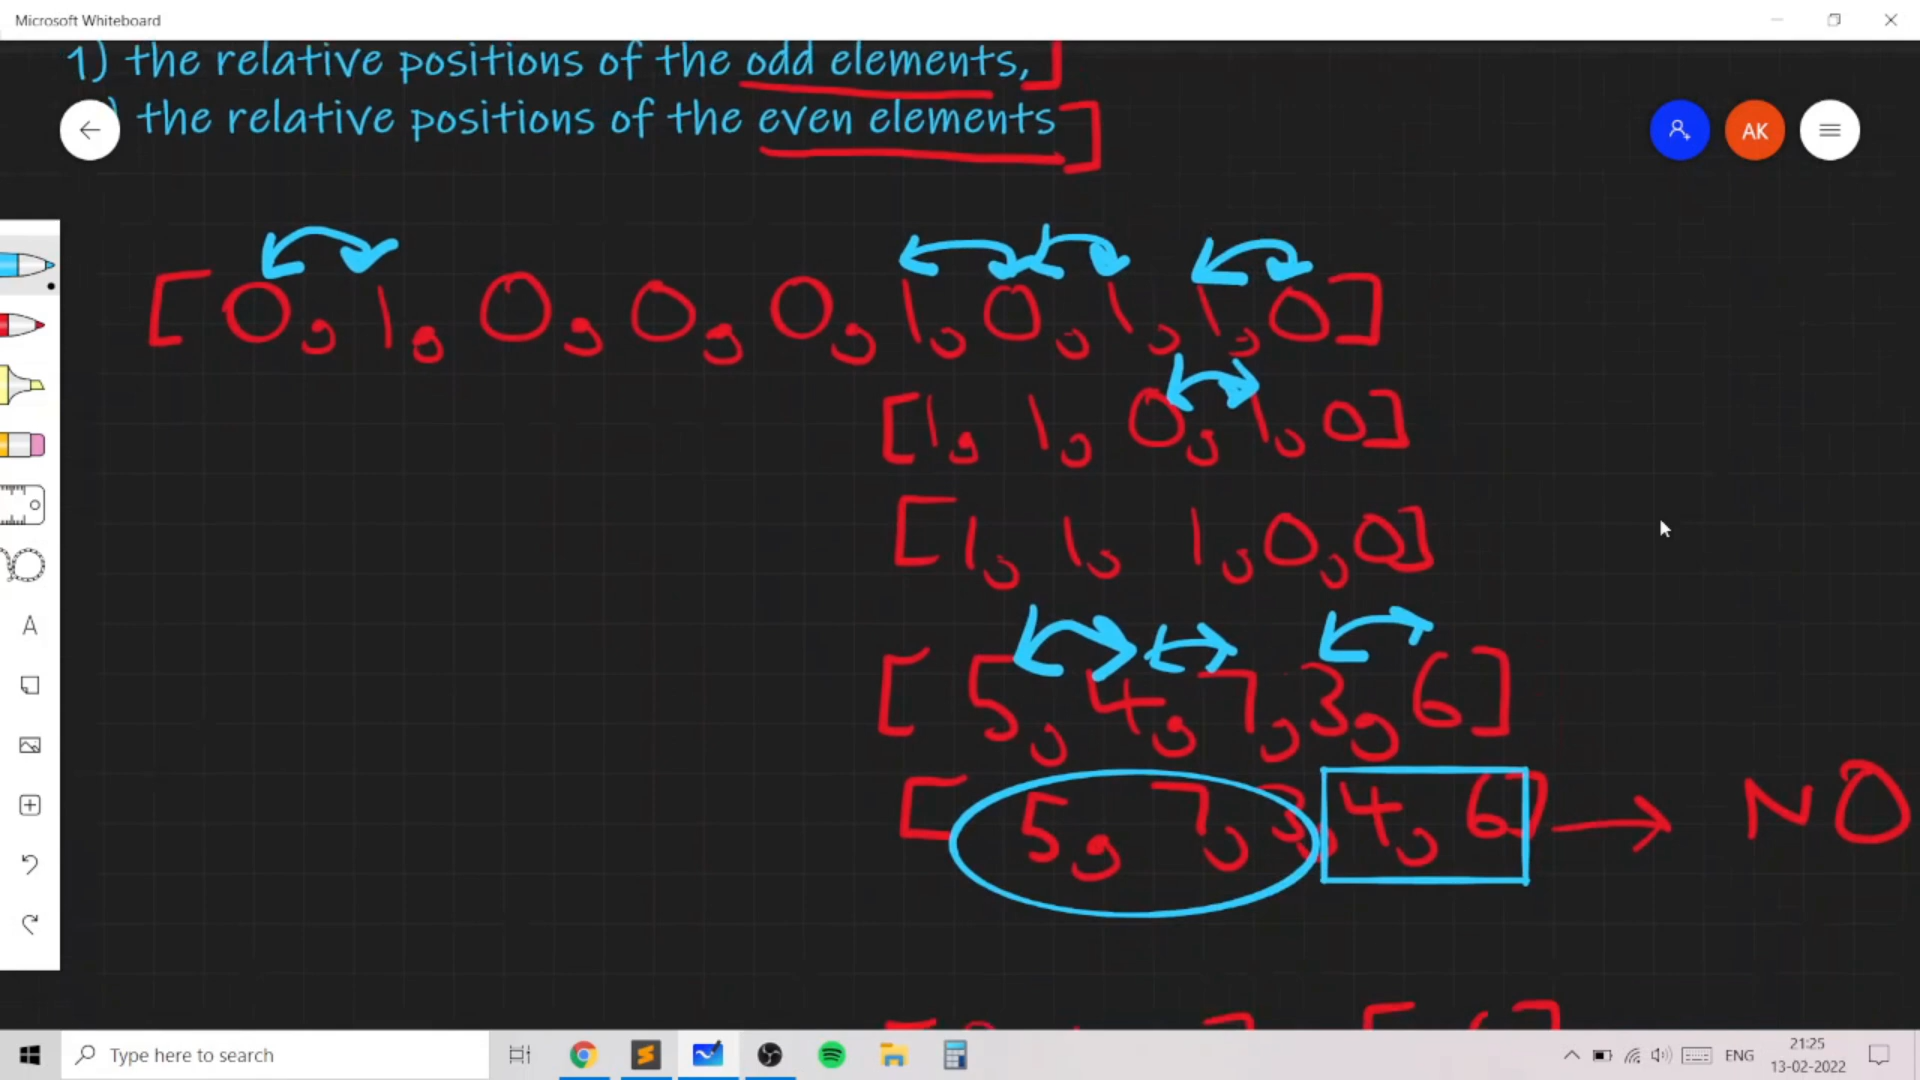 Microsoft Whiteboard
1) the relative positions of the odd elements,
) the relative positions of the even elements
AK
[0, 1, 0, 0, 0, 1, 0, 1, 1, 0]
[1, 1, 0, 1, 0]
[1, 1, 1, 0, 0]
[5, 4, 7, 3, 6]
[5, 7, 3, 4, 6] → NO
A
Type here to search
ENG
21:25
13-02-2022